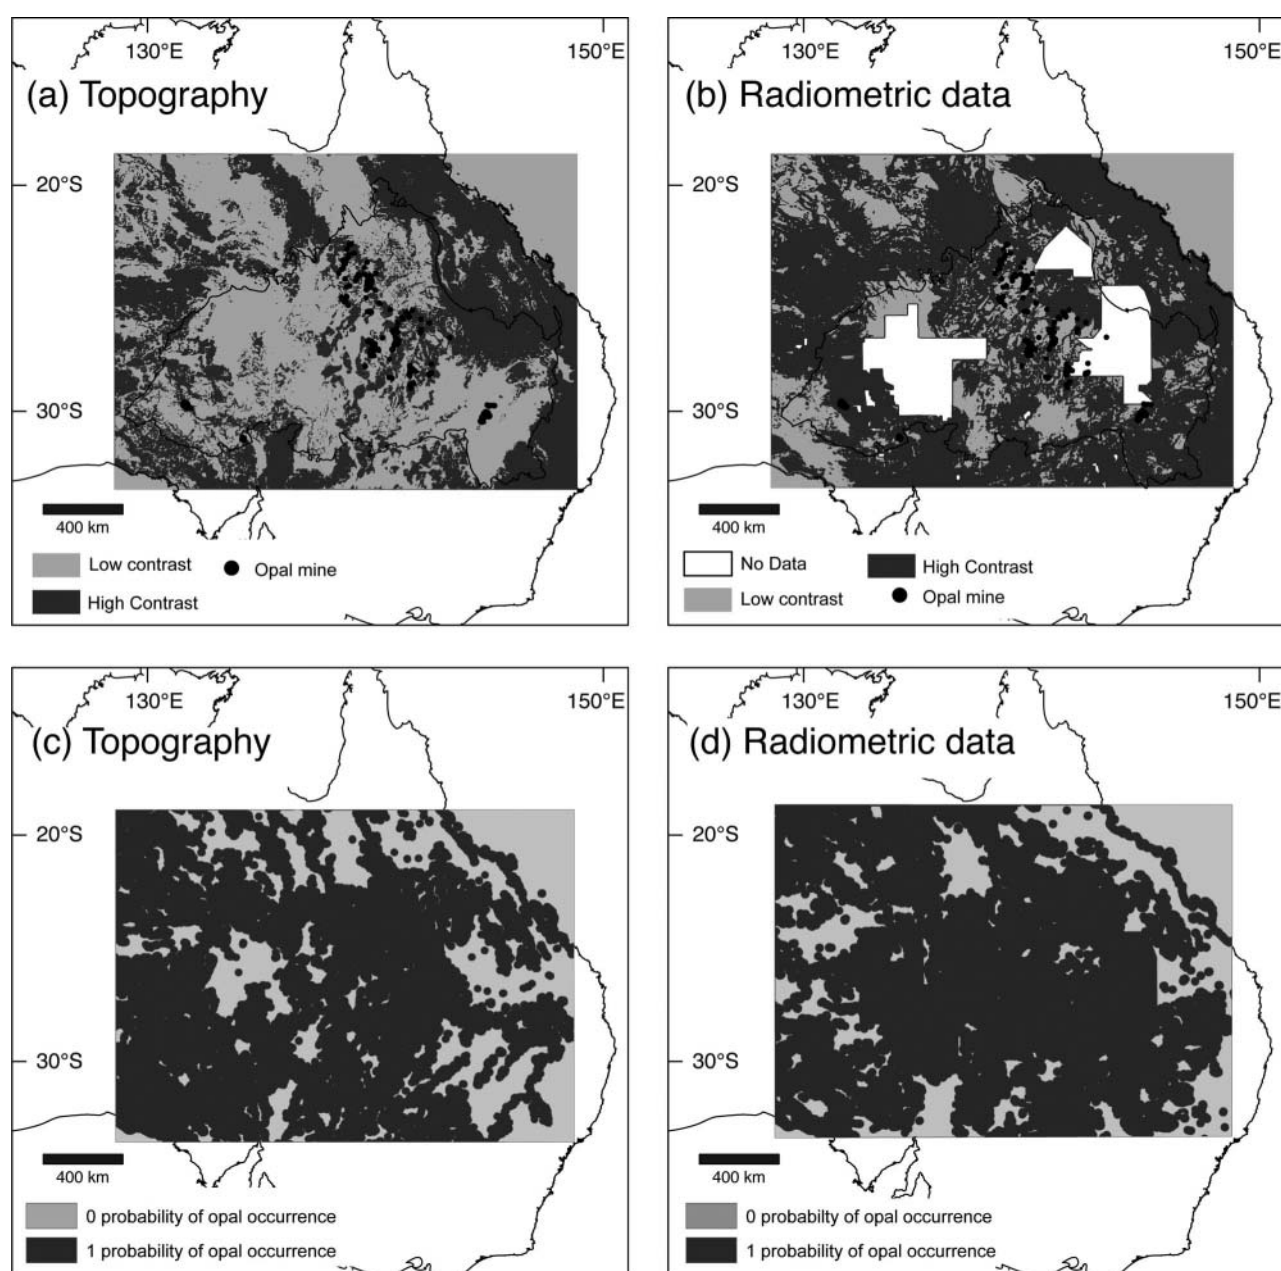 130°E
150°E
(a) Topography
20°S
30°S
400 km
Low contrast
Opal mine
High Contrast
130°E
150°E
(b) Radiometric data
20°S
30°S
400 km
No Data
High Contrast
Low contrast
Opal mine
130°E
150°E
(c) Topography
20°S
30°S
400 km
0 probability of opal occurrence
1 probability of opal occurrence
130°E
150°E
(d) Radiometric data
20°S
30°S
400 km
0 probabilty of opal occurrence
1 probability of opal occurrence